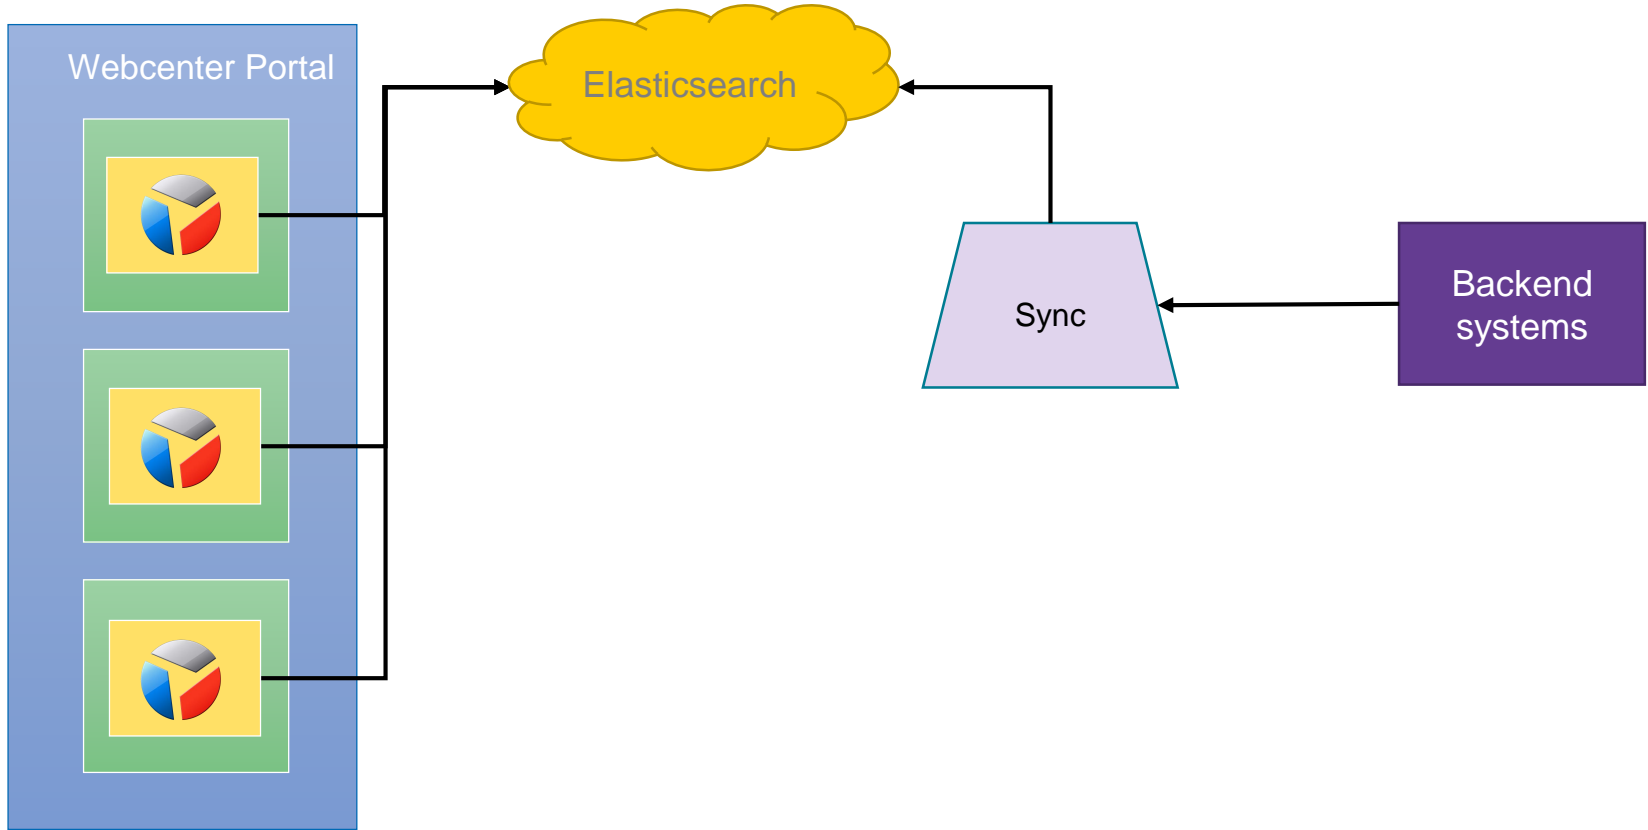 Webcenter Portal
Elasticsearch
Sync
Backend
systems